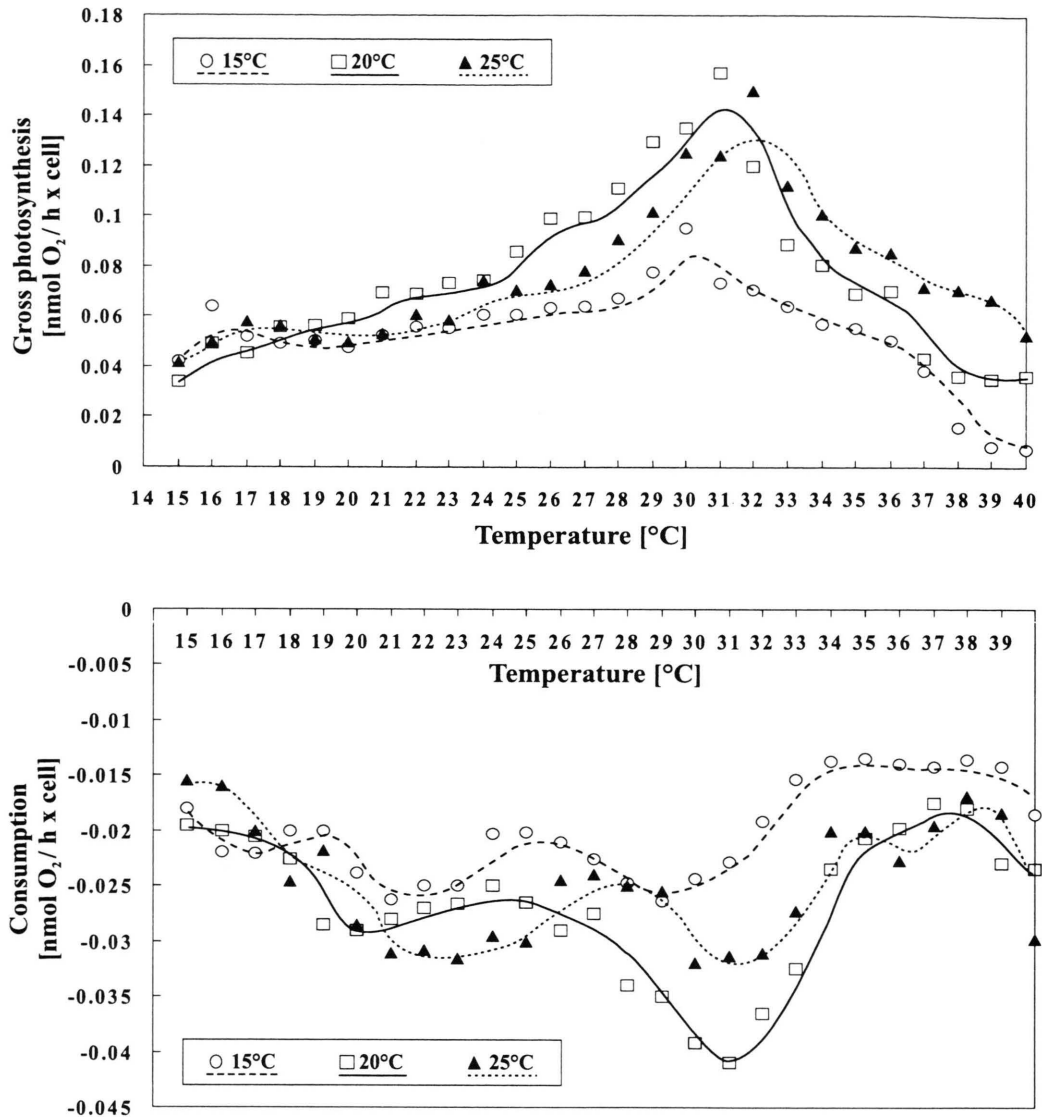 0.18
0.16
0.14
0.12
0.1
0.08
0.06
0.04
0.02
0
Gross photosynthesis
[nmol O₂ / h x cell]
15°C 20°C 25°C
14 15 16 17 18 19 20 21 22 23 24 25 26 27 28 29 30 31 32 33 34 35 36 37 38 39 40
Temperature [°C]
0
-0.005
-0.01
-0.015
-0.02
-0.025
-0.03
-0.035
-0.04
-0.045
Consumption
[nmol O₂ / h x cell]
15 16 17 18 19 20 21 22 23 24 25 26 27 28 29 30 31 32 33 34 35 36 37 38 39
Temperature [°C]
15°C 20°C 25°C